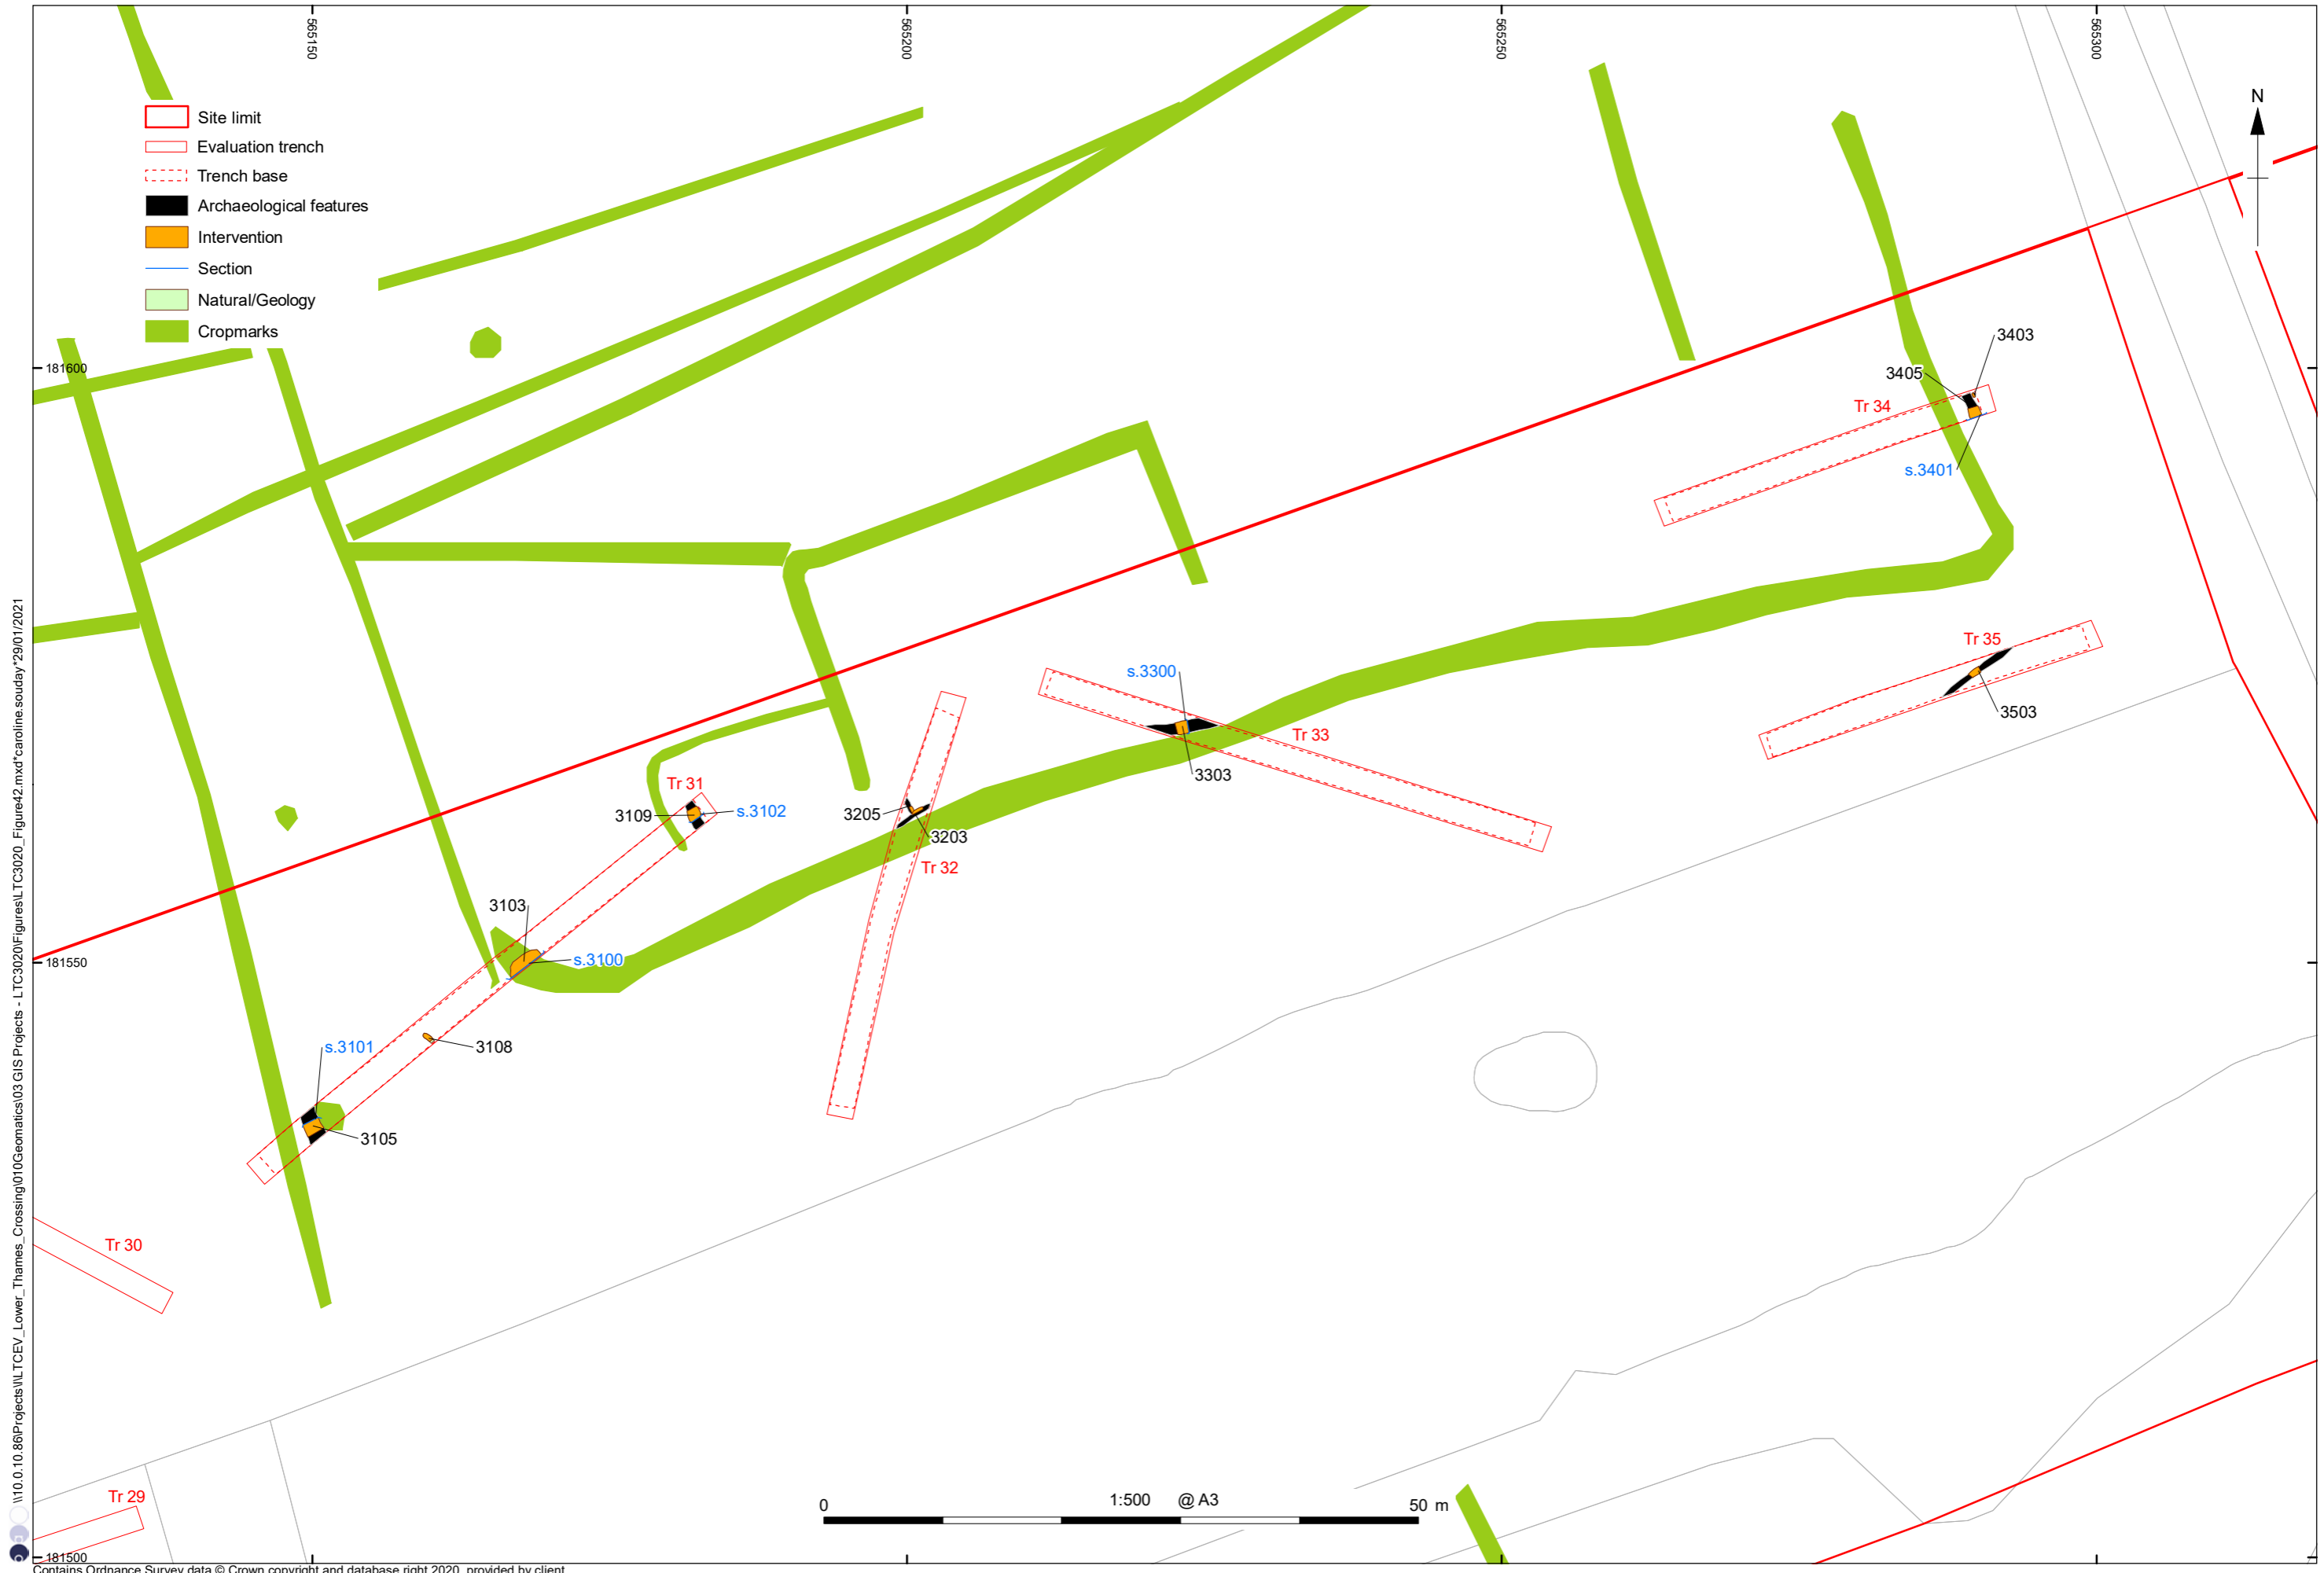 565150
565200
565250
565300
N
Site limit
Evaluation trench
Trench base
Archaeological features
Intervention
Section
Natural/Geology
Cropmarks
181600
3403
3405
Tr 34
s.3401
Tr 35
s.3300
3503
Tr 33
3303
Tr 31
3109
s.3102
3205
3203
Tr 32
3103
181550
s.3100
s.3101
3108
3105
Tr 30
Tr 29
0
1:500 @ A3
50 m
181500
Contains Ordnance Survey data © Crown copyright and database right 2020, provided by client
\\10.0.10.86\Projects\l\LTCEV_Lower_Thames_Crossing\010Geomatics\03 GIS Projects - LTC3020\Figures\LTC3020_Figure42.mxd*caroline.souday*29/01/2021